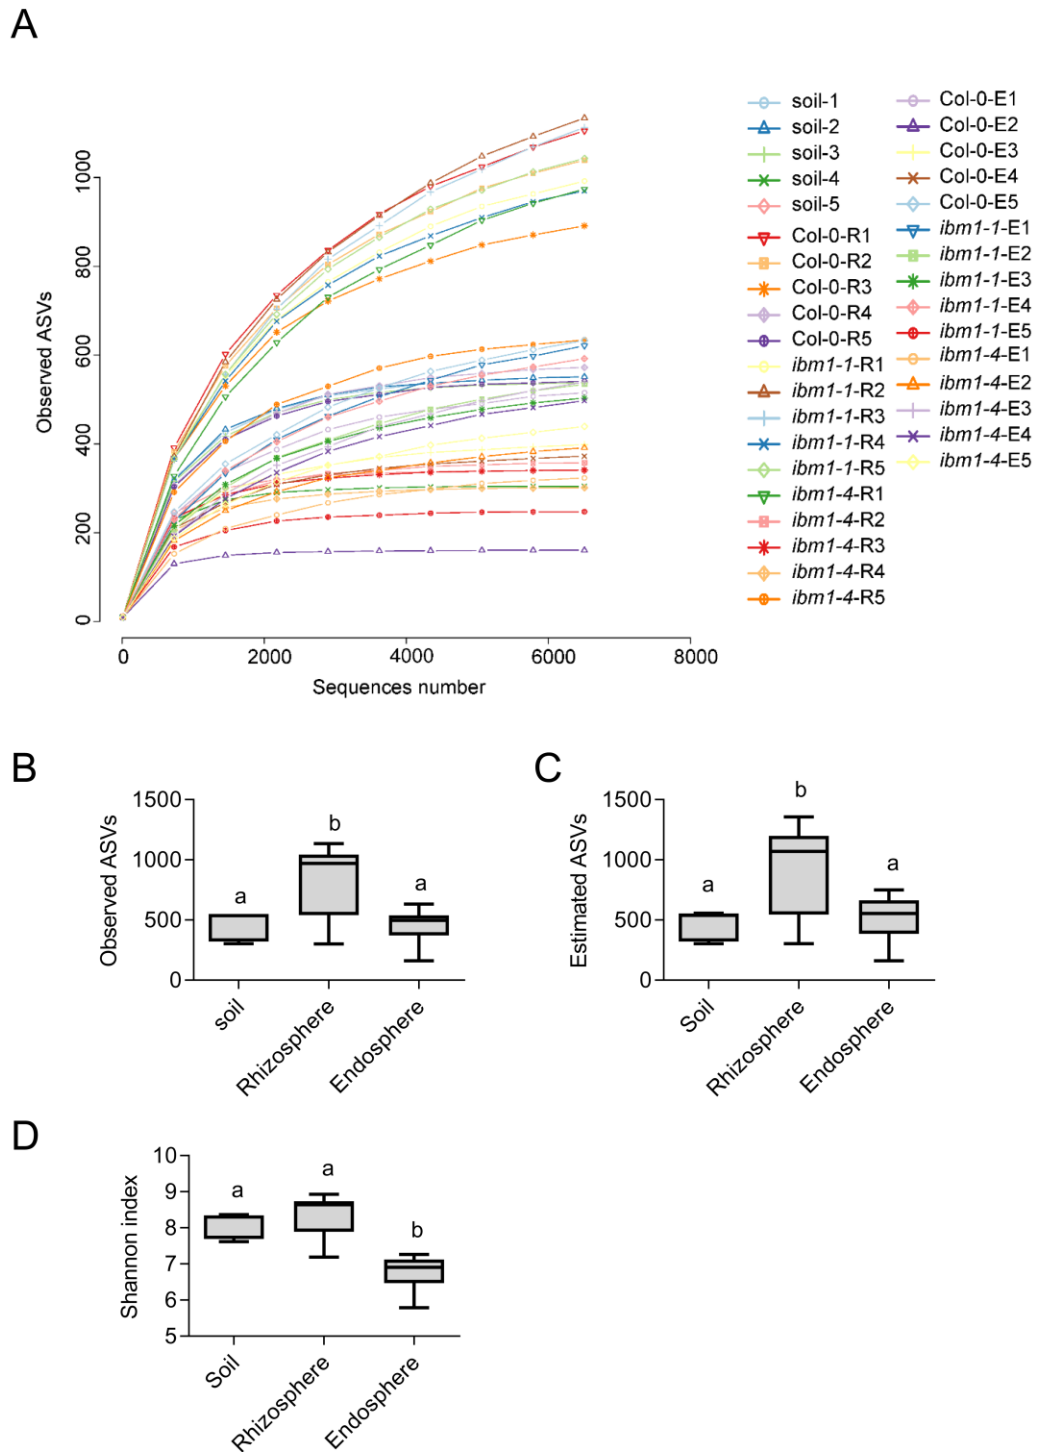 A
Observed ASVs
0
200
400
600
800
1000
0
2000
4000
6000
8000
Sequences number
soil-1
soil-2
soil-3
soil-4
soil-5
Col-0-R1
Col-0-R2
Col-0-R3
Col-0-R4
Col-0-R5
ibm1-1-R1
ibm1-1-R2
ibm1-1-R3
ibm1-1-R4
ibm1-1-R5
ibm1-4-R1
ibm1-4-R2
ibm1-4-R3
ibm1-4-R4
ibm1-4-R5
Col-0-E1
Col-0-E2
Col-0-E3
Col-0-E4
Col-0-E5
ibm1-1-E1
ibm1-1-E2
ibm1-1-E3
ibm1-1-E4
ibm1-1-E5
ibm1-4-E1
ibm1-4-E2
ibm1-4-E3
ibm1-4-E4
ibm1-4-E5
B
Observed ASVs
1500
1000
500
0
a
b
a
soil
Rhizosphere
Endosphere
C
Estimated ASVs
1500
1000
500
0
a
b
a
Soil
Rhizosphere
Endosphere
D
Shannon index
10
9
8
7
6
5
a
a
b
Soil
Rhizosphere
Endosphere